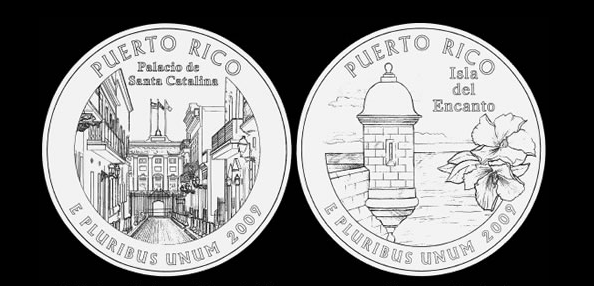 PUERTO RICO
Palacio de
Santa Catalina
E PLURIBUS UNUM 2009
PUERTO RICO
Isla
del
Encanto
E PLURIBUS UNUM 2009